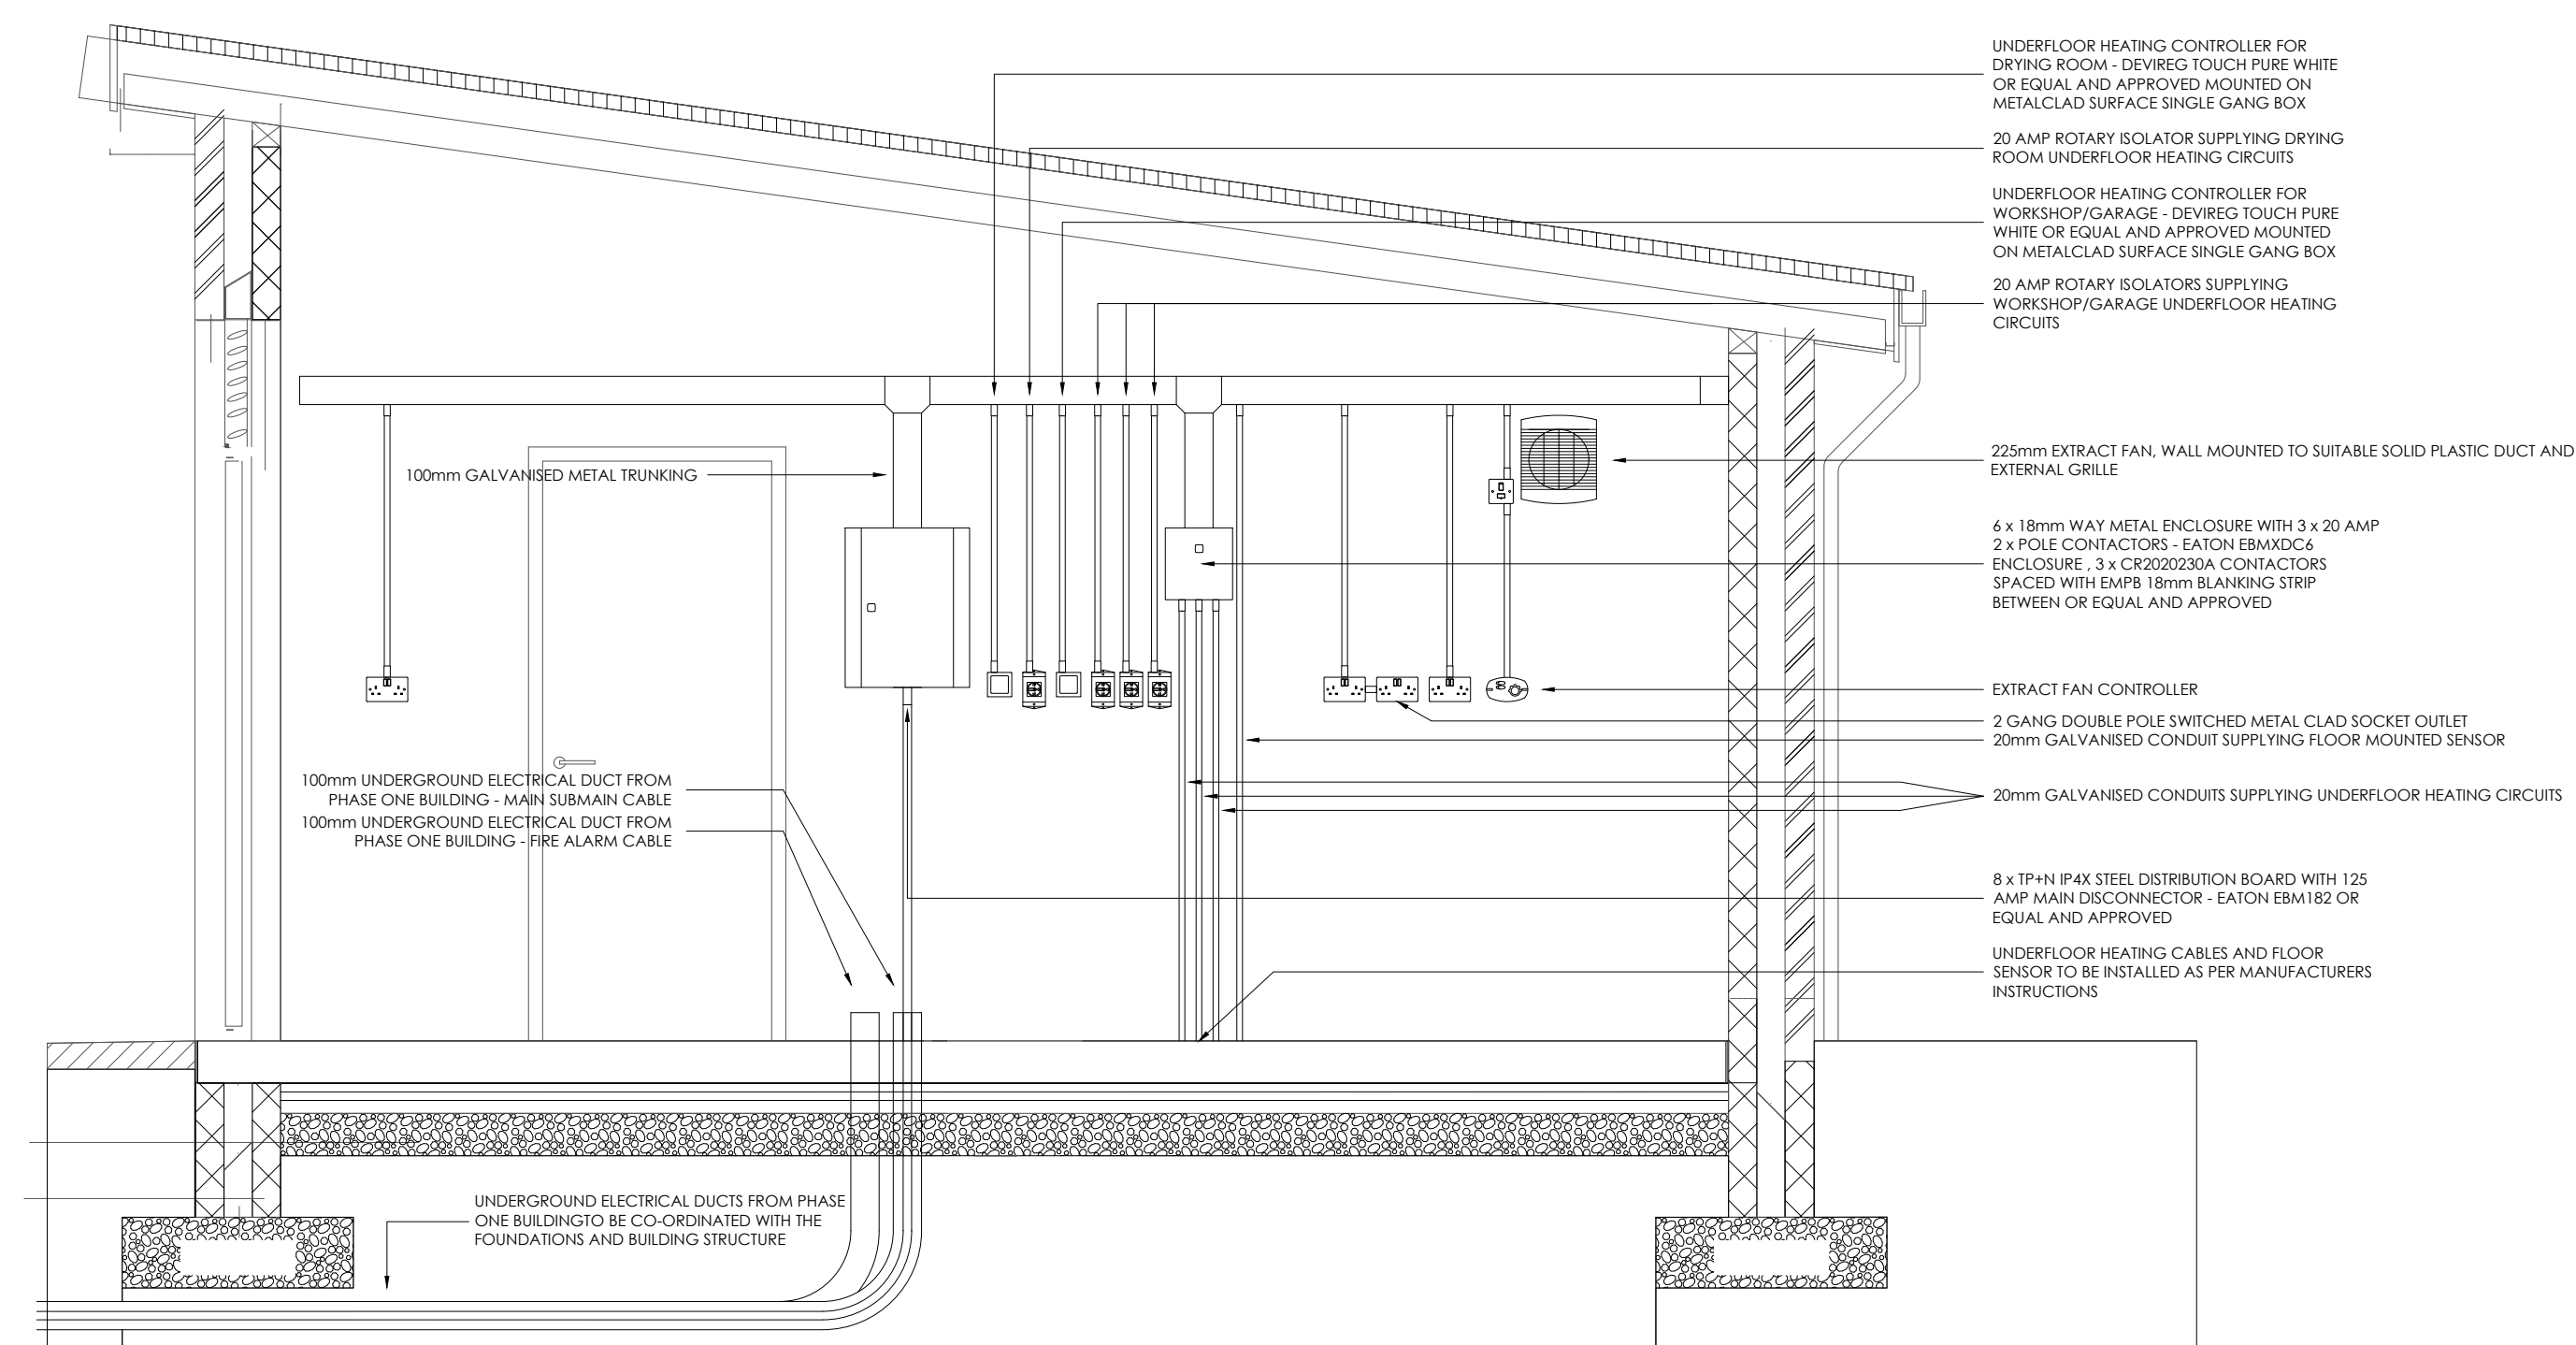 UNDERFLOOR HEATING CONTROLLER FOR
DRYING ROOM - DEVIREG TOUCH PURE WHITE
OR EQUAL AND APPROVED MOUNTED ON
METALCLAD SURFACE SINGLE GANG BOX
20 AMP ROTARY ISOLATOR SUPPLYING DRYING
ROOM UNDERFLOOR HEATING CIRCUITS
UNDERFLOOR HEATING CONTROLLER FOR
WORKSHOP/GARAGE - DEVIREG TOUCH PURE
WHITE OR EQUAL AND APPROVED MOUNTED
ON METALCLAD SURFACE SINGLE GANG BOX
20 AMP ROTARY ISOLATORS SUPPLYING
WORKSHOP/GARAGE UNDERFLOOR HEATING
CIRCUITS
225mm EXTRACT FAN, WALL MOUNTED TO SUITABLE SOLID PLASTIC DUCT AND
EXTERNAL GRILLE
100mm GALVANISED METAL TRUNKING
6 x 18mm WAY METAL ENCLOSURE WITH 3 x 20 AMP
2 x POLE CONTACTORS - EATON EBMXDC6
ENCLOSURE , 3 x CR2020230A CONTACTORS
SPACED WITH EMPB 18mm BLANKING STRIP
BETWEEN OR EQUAL AND APPROVED
EXTRACT FAN CONTROLLER
2 GANG DOUBLE POLE SWITCHED METAL CLAD SOCKET OUTLET
20mm GALVANISED CONDUIT SUPPLYING FLOOR MOUNTED SENSOR
100mm UNDERGROUND ELECTRICAL DUCT FROM
PHASE ONE BUILDING - MAIN SUBMAIN CABLE
100mm UNDERGROUND ELECTRICAL DUCT FROM
PHASE ONE BUILDING - FIRE ALARM CABLE
20mm GALVANISED CONDUITS SUPPLYING UNDERFLOOR HEATING CIRCUITS
8 x TP+N IP4X STEEL DISTRIBUTION BOARD WITH 125
AMP MAIN DISCONNECTOR - EATON EBM182 OR
EQUAL AND APPROVED
UNDERFLOOR HEATING CABLES AND FLOOR
SENSOR TO BE INSTALLED AS PER MANUFACTURERS
INSTRUCTIONS
UNDERGROUND ELECTRICAL DUCTS FROM PHASE
ONE BUILDINGTO BE CO-ORDINATED WITH THE
FOUNDATIONS AND BUILDING STRUCTURE